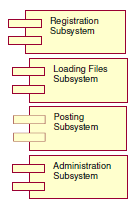 Registration
Subsystem
Loading Files
Subsystem
Posting
Subsystem
Administration
Subsystem